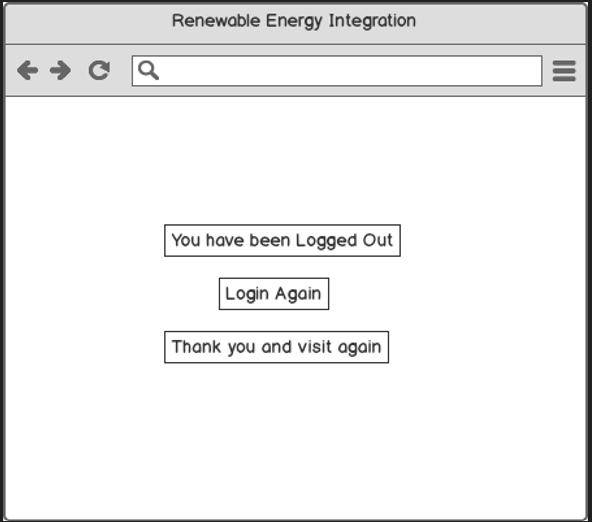 Renewable Energy Integration
You have been Logged Out
Login Again
Thank you and visit again